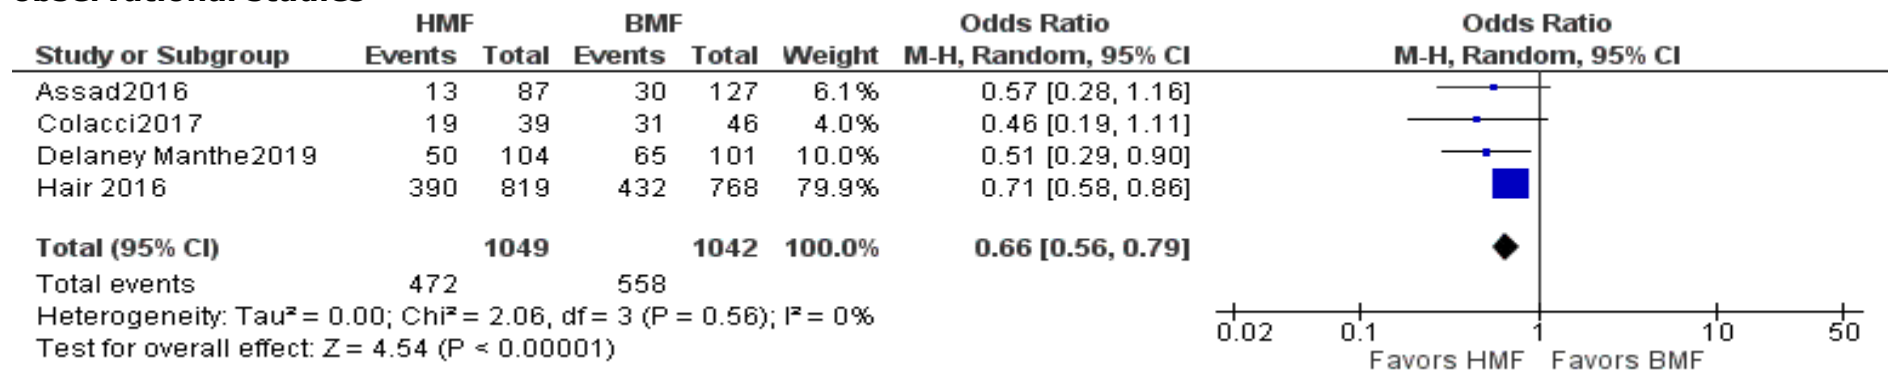 HMF BMF Odds Ratio Odds Ratio
Study or Subgroup Events Total Events Total Weight M-H, Random, 95% CI M-H, Random, 95% CI
Assad2016 13 87 30 127 6.1% 0.57 [0.28, 1.16]
Colacci2017 19 39 31 46 4.0% 0.46 [0.19, 1.11]
Delaney Manthe2019 50 104 65 101 10.0% 0.51 [0.29, 0.90]
Hair 2016 390 819 432 768 79.9% 0.71 [0.58, 0.86]
Total (95% CI) 1049 1042 100.0% 0.66 [0.56, 0.79]
Total events 472 558
Heterogeneity: Tau² = 0.00; Chi² = 2.06, df = 3 (P = 0.56); I² = 0%
Test for overall effect: Z = 4.54 (P < 0.00001)
0.02 0.1 1 10 50
Favors HMF Favors BMF